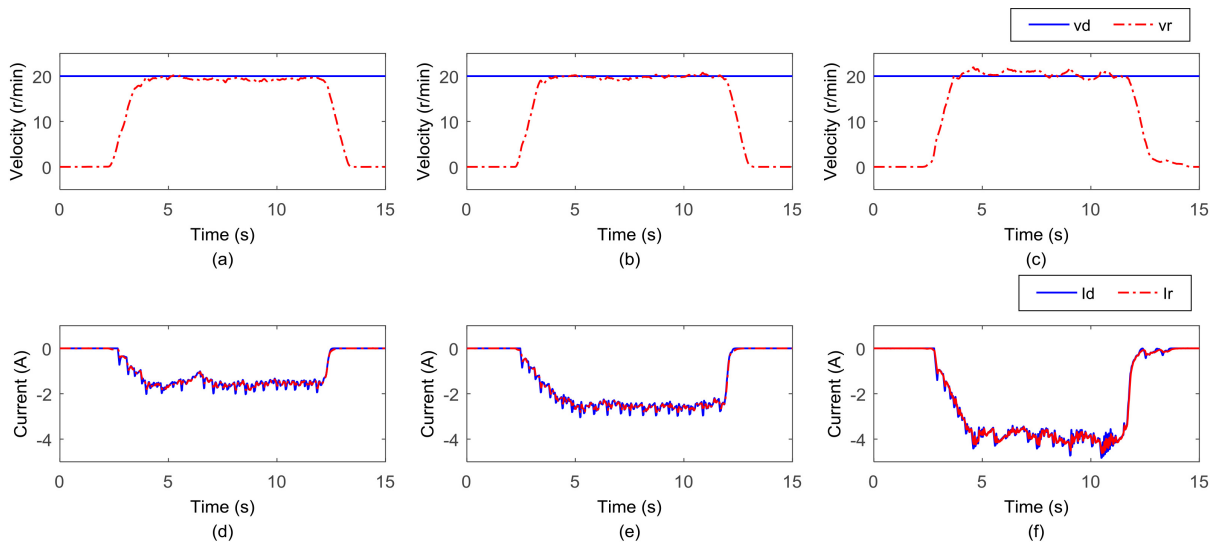 vd vr
Velocity (r/min)
20
10
0
0 5 10 15
Time (s)
(a)
Velocity (r/min)
20
10
0
0 5 10 15
Time (s)
(b)
Velocity (r/min)
20
10
0
0 5 10 15
Time (s)
(c)
Id Ir
Current (A)
0
-2
-4
0 5 10 15
Time (s)
(d)
Current (A)
0
-2
-4
0 5 10 15
Time (s)
(e)
Current (A)
0
-2
-4
0 5 10 15
Time (s)
(f)